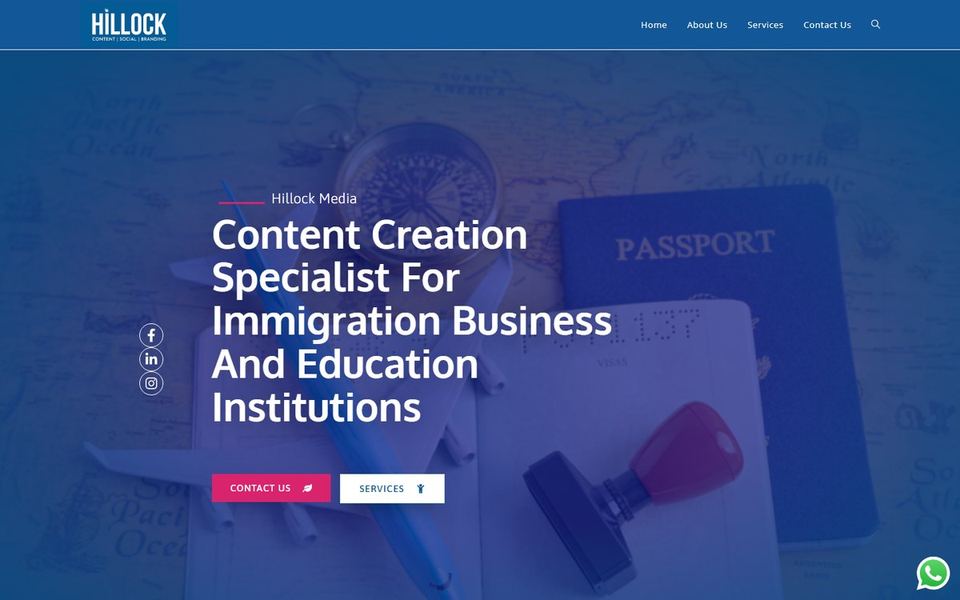 HiLLOCK
CONTENT | SOCIAL | BRANDING
Home
About Us
Services
Contact Us
North
Pacific
Ocean
North
Atlantic
Hillock Media
Content Creation
Specialist For
Immigration Business
And Education
Institutions
PASSPORT
VISAS
CONTACT US
SERVICES